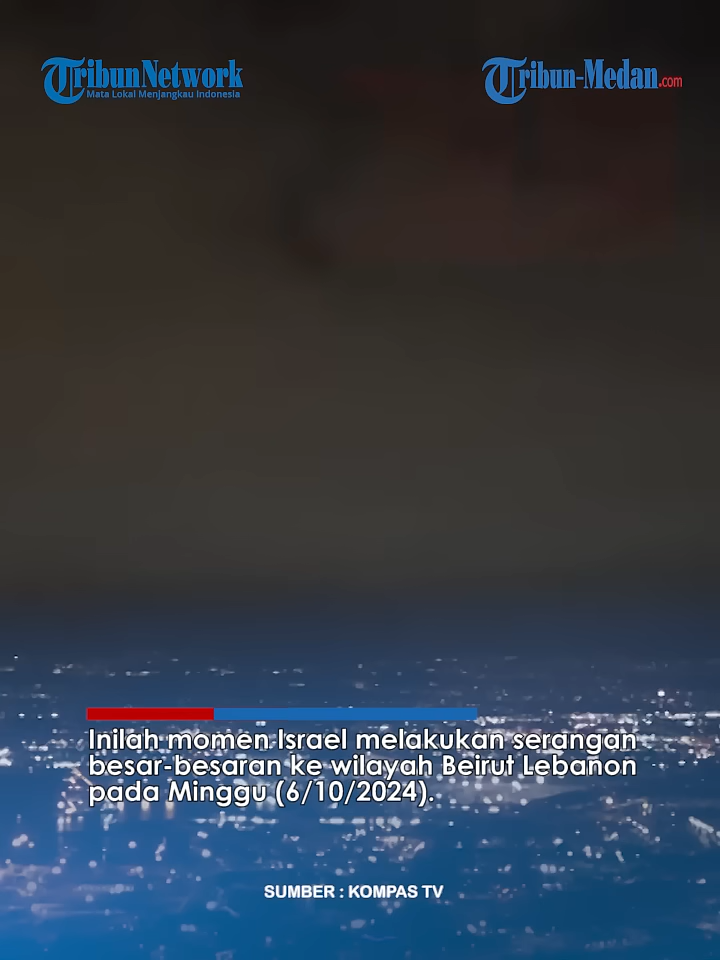 TribunNetwork
Mata Lokal Menjangkau Indonesia
Tribun-Medan.com
Inilah momen Israel melakukan serangan
besar-besaran ke wilayah Beirut Lebanon
pada Minggu (6/10/2024).
SUMBER : KOMPAS TV